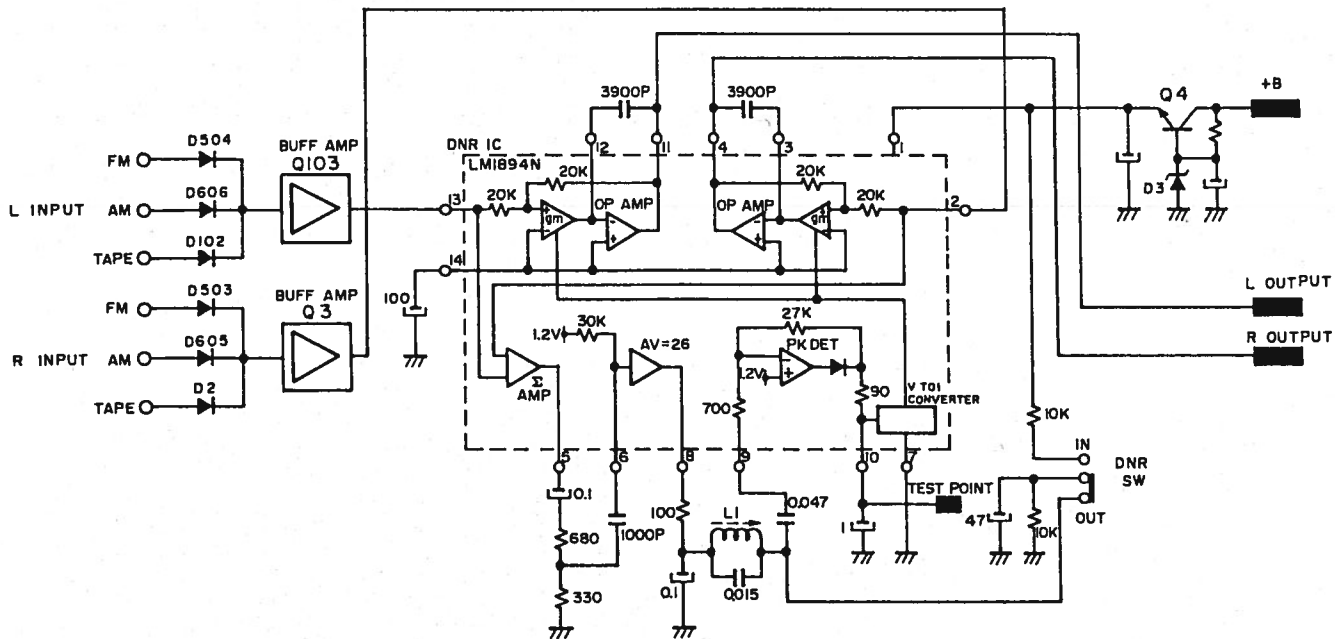 Q4
+B
3900P
3900P
D504
BUFF AMP
Q103
FM
DNR IC
LM1894N
12
11
4
3
1
D3
20K
20K
20K
20K
D606
L INPUT
AM
13
OP AMP
OP AMP
2
+
gm
-
-
+
-
+
+
gm
-
D102
TAPE
14
D503
BUFF AMP
Q3
FM
100
L OUTPUT
27K
30K
1.2V
PK DET
R OUTPUT
D605
R INPUT
AM
AV=26
-
+
1.2V
Σ
AMP
90
V TO1
CONVERTER
D2
TAPE
700
10K
IN
5
6
8
9
10
7
DNR
SW
0.1
TEST POINT
100
L1
0.047
OUT
1000P
1
47
10K
680
0.1
0.015
330